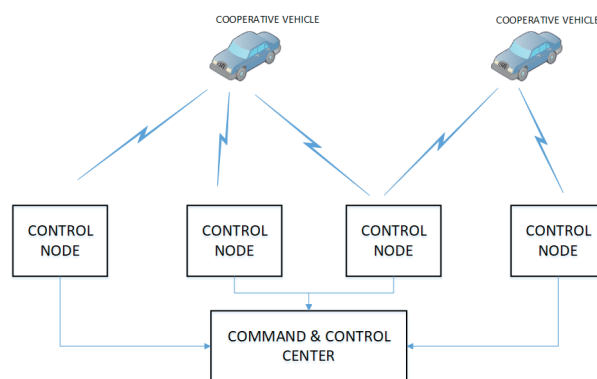 COOPERATIVE VEHICLE
COOPERATIVE VEHICLE
CONTROL
NODE
CONTROL
NODE
CONTROL
NODE
CONTROL
NODE
COMMAND & CONTROL
CENTER